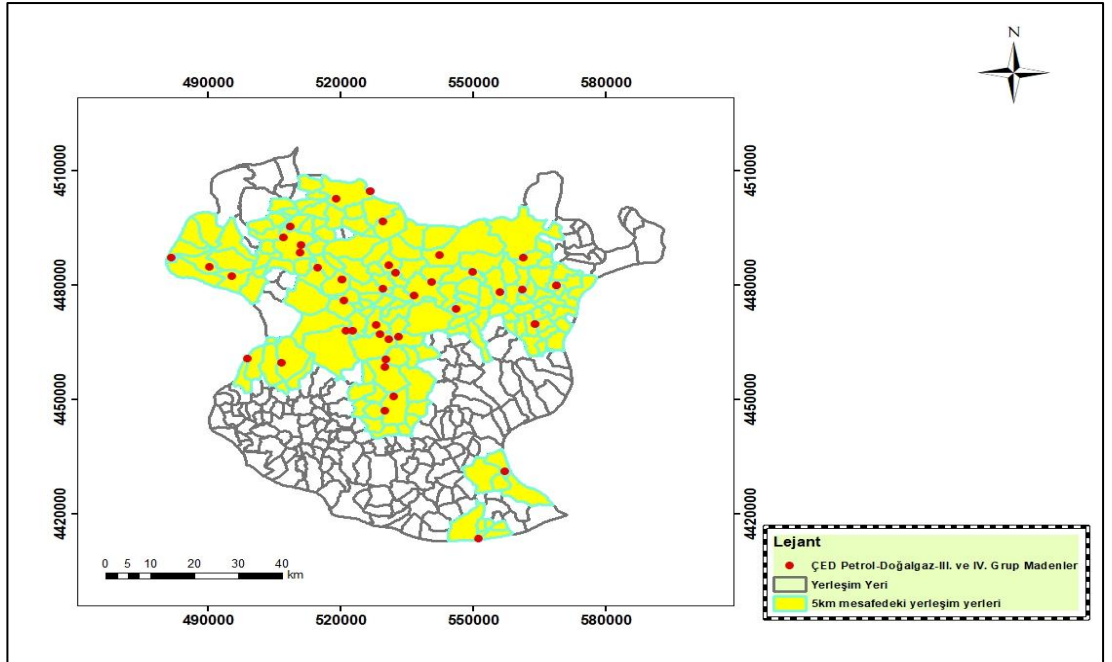 N
490000 520000 550000 580000
4510000 4510000
4480000 4480000
4450000 4450000
4420000 4420000
0 5 10 20 30 40
km
490000 520000 550000 580000
Lejant
ÇED Petrol-Doğalgaz-III. ve IV. Grup Madenler
Yerleşim Yeri
5km mesafedeki yerleşim yerleri